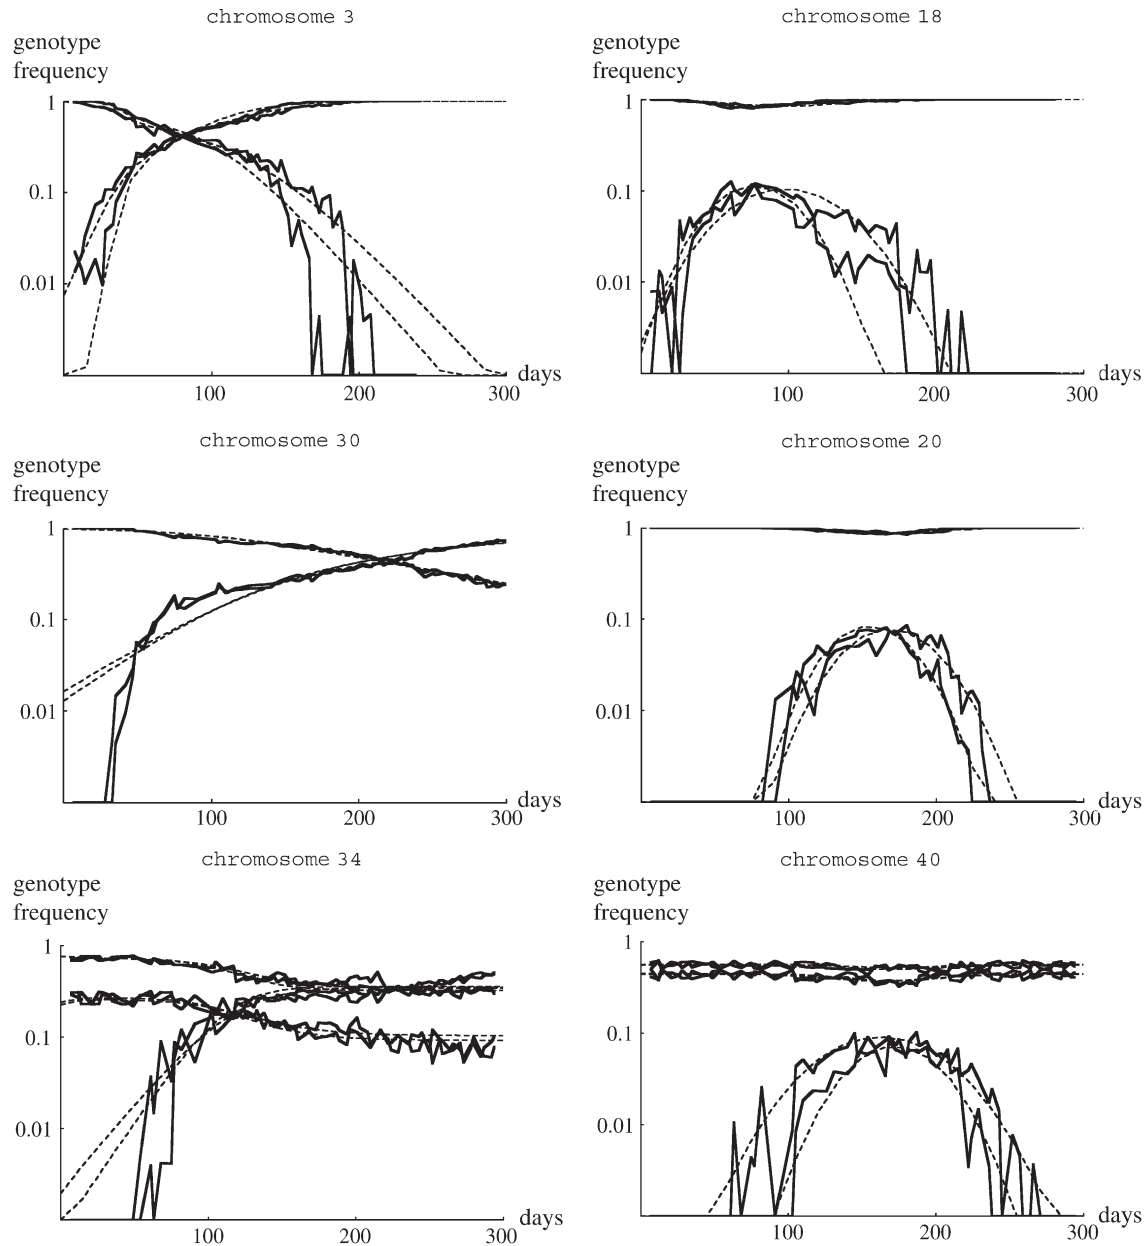 chromosome 3
genotype
frequency
1
0.1
0.01
100
200
300
days
chromosome 18
genotype
frequency
1
0.1
0.01
100
200
300
days
chromosome 30
genotype
frequency
1
0.1
0.01
100
200
300
days
chromosome 20
genotype
frequency
1
0.1
0.01
100
200
300
days
chromosome 34
genotype
frequency
1
0.1
0.01
100
200
300
days
chromosome 40
genotype
frequency
1
0.1
0.01
100
200
300
days